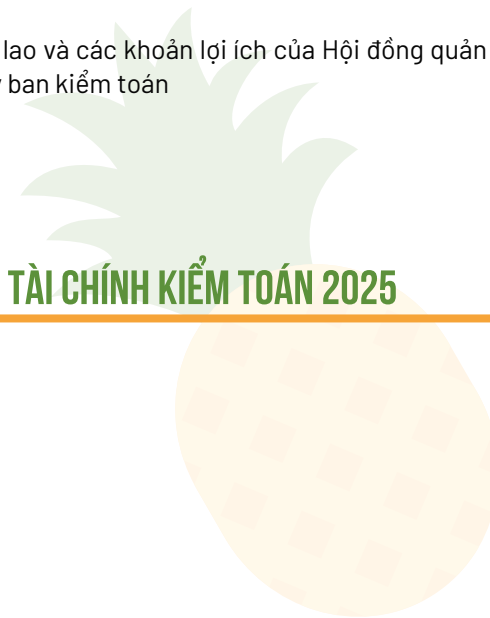 lao và các khoản lợi ích của Hội đồng quản
ban kiểm toán
TÀI CHÍNH KIỂM TOÁN 2025